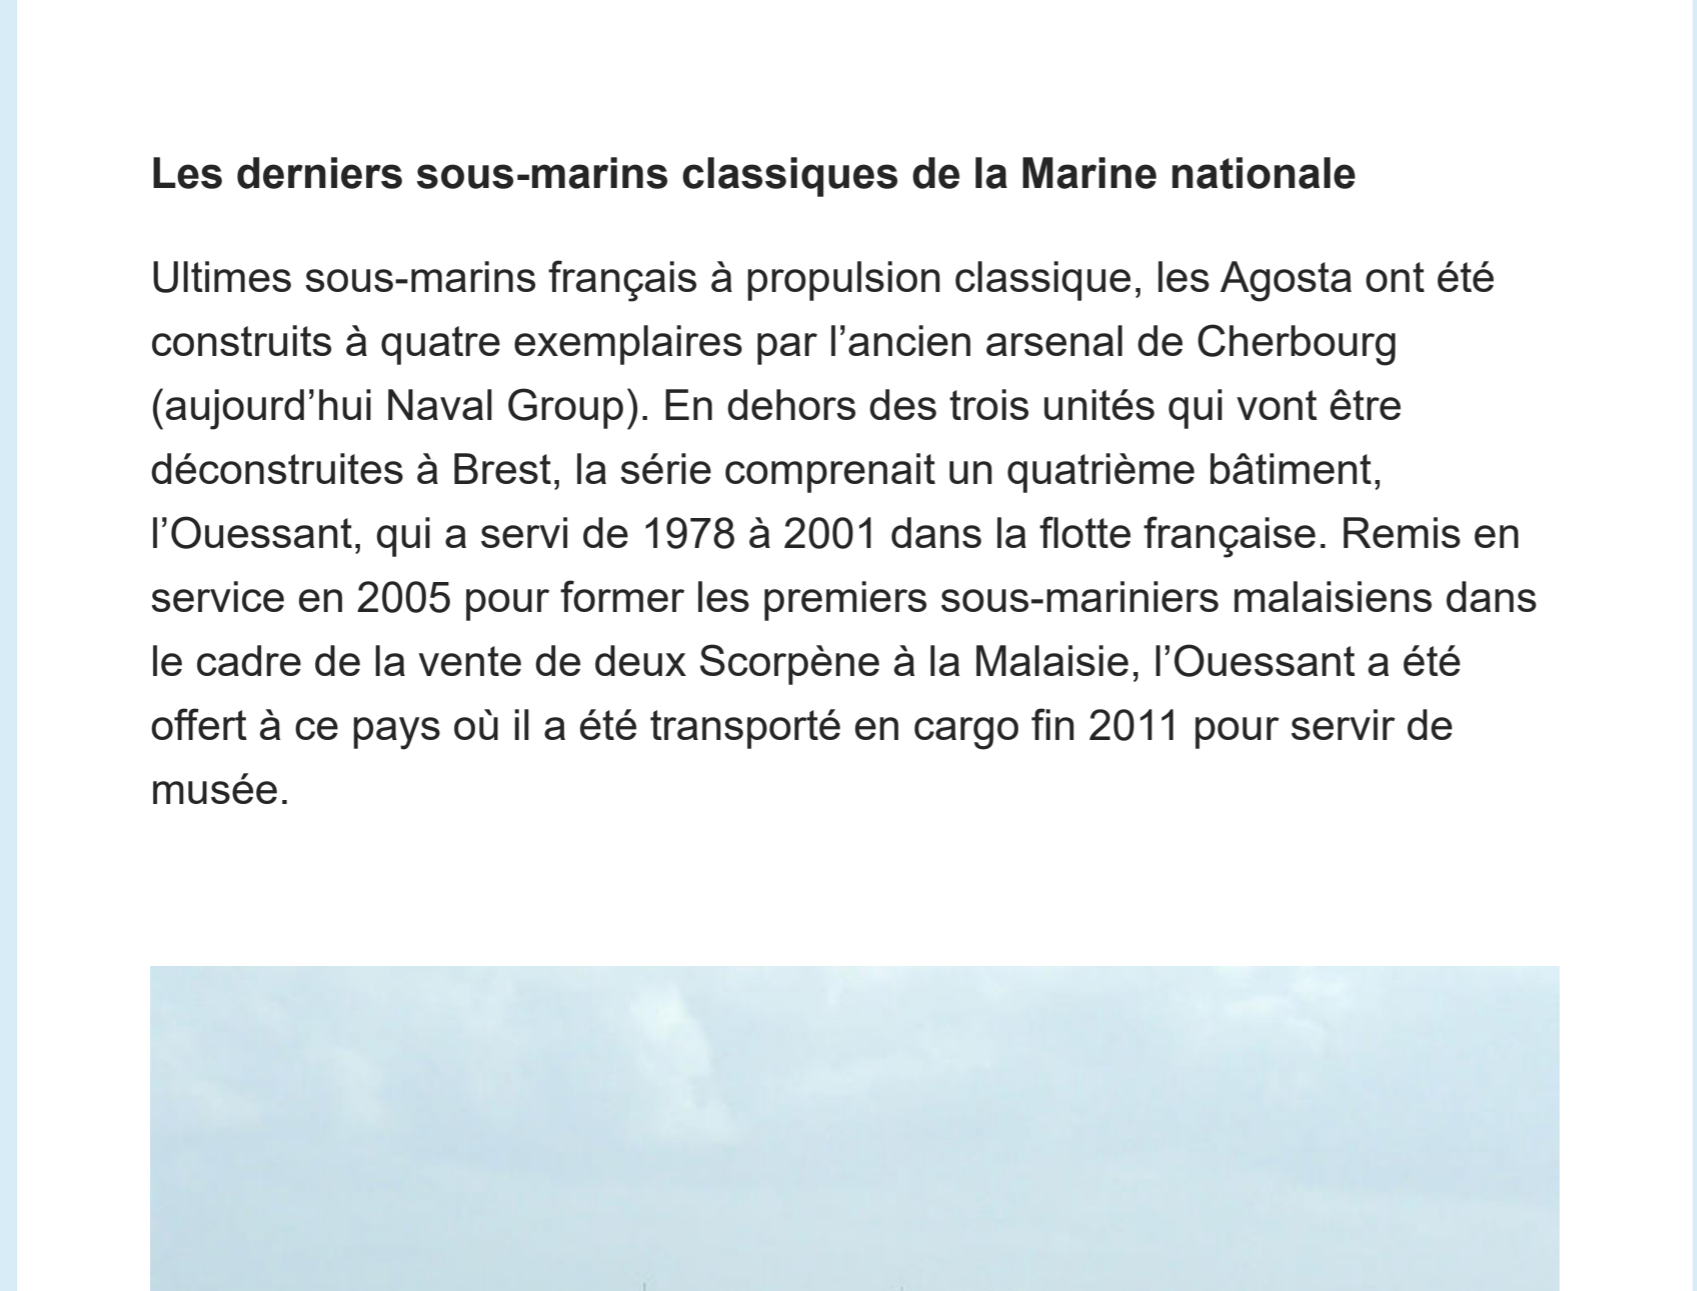 Les derniers sous-marins classiques de la Marine nationale
Ultimes sous-marins français à propulsion classique, les Agosta ont été
construits à quatre exemplaires par l’ancien arsenal de Cherbourg
(aujourd’hui Naval Group). En dehors des trois unités qui vont être
déconstruites à Brest, la série comprenait un quatrième bâtiment,
l’Ouessant, qui a servi de 1978 à 2001 dans la flotte française. Remis en
service en 2005 pour former les premiers sous-mariniers malaisiens dans
le cadre de la vente de deux Scorpène à la Malaisie, l’Ouessant a été
offert à ce pays où il a été transporté en cargo fin 2011 pour servir de
musée.